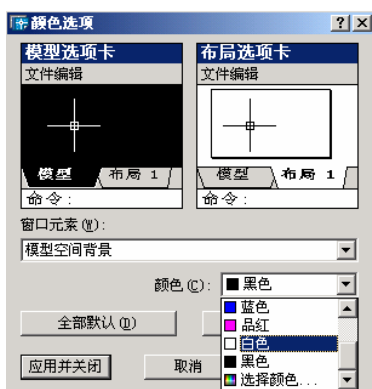 颜色选项
模型选项卡
布局选项卡
文件编辑
文件编辑
模型
布局 1
模型
布局 1
命令:
命令:
窗口元素(W):
模型空间背景
颜色(C):
黑色
蓝色
品红
白色
黑色
选择颜色...
全部默认(D)
应用并关闭
取消